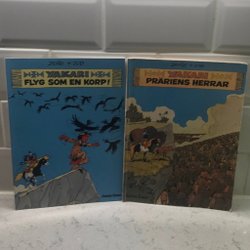 YAKARI
FLYG SOM EN KORP!
YAKARI
PRÄRIENS HERRAR